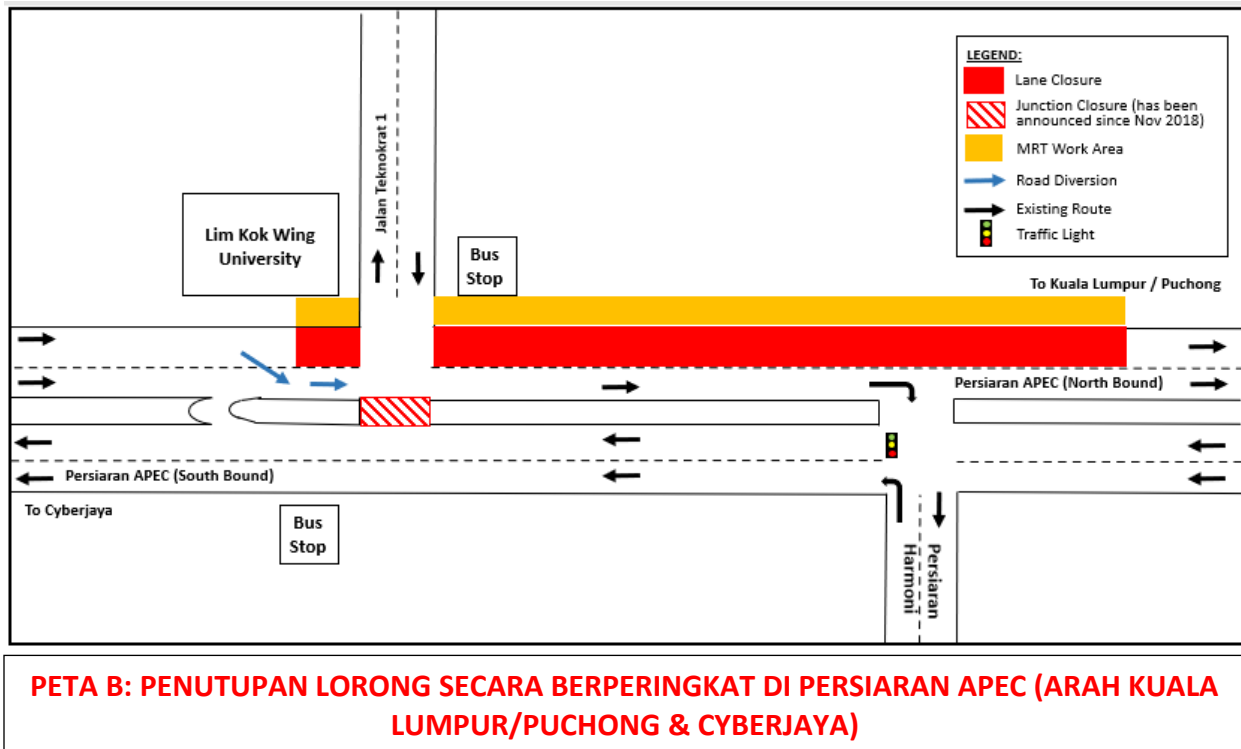 LEGEND:
Lane Closure
Junction Closure (has been
announced since Nov 2018)
MRT Work Area
Road Diversion
Existing Route
Traffic Light
Jalan Teknokrat 1
Lim Kok Wing
University
Bus
Stop
To Kuala Lumpur / Puchong
Persiaran APEC (North Bound)
Persiaran APEC (South Bound)
To Cyberjaya
Bus
Stop
Persiaran
Harmoni
PETA B: PENUTUPAN LORONG SECARA BERPERINGKAT DI PERSIARAN APEC (ARAH KUALA
LUMPUR/PUCHONG & CYBERJAYA)